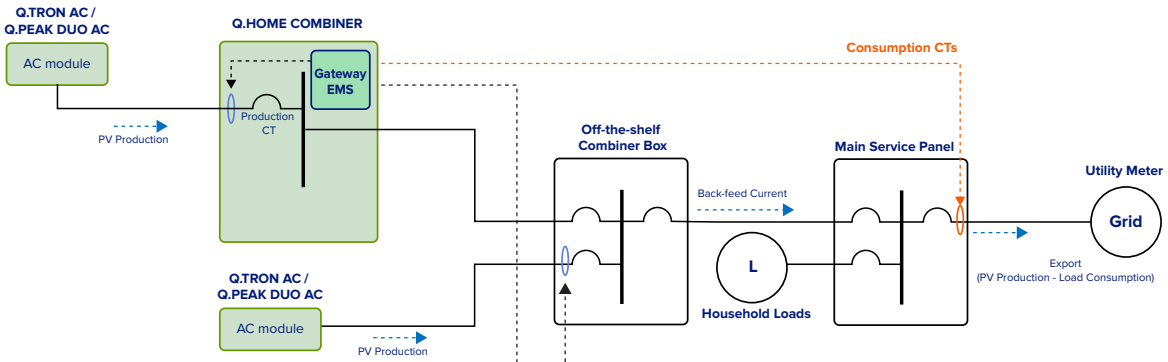 Q.TRON AC /
Q.PEAK DUO AC
AC module
PV Production
Q.HOME COMBINER
Gateway
EMS
Production
CT
Consumption CTs
Off-the-shelf
Combiner Box
Back-feed Current
Main Service Panel
Utility Meter
Grid
Export
(PV Production - Load Consumption)
L
Household Loads
Q.TRON AC /
Q.PEAK DUO AC
AC module
PV Production